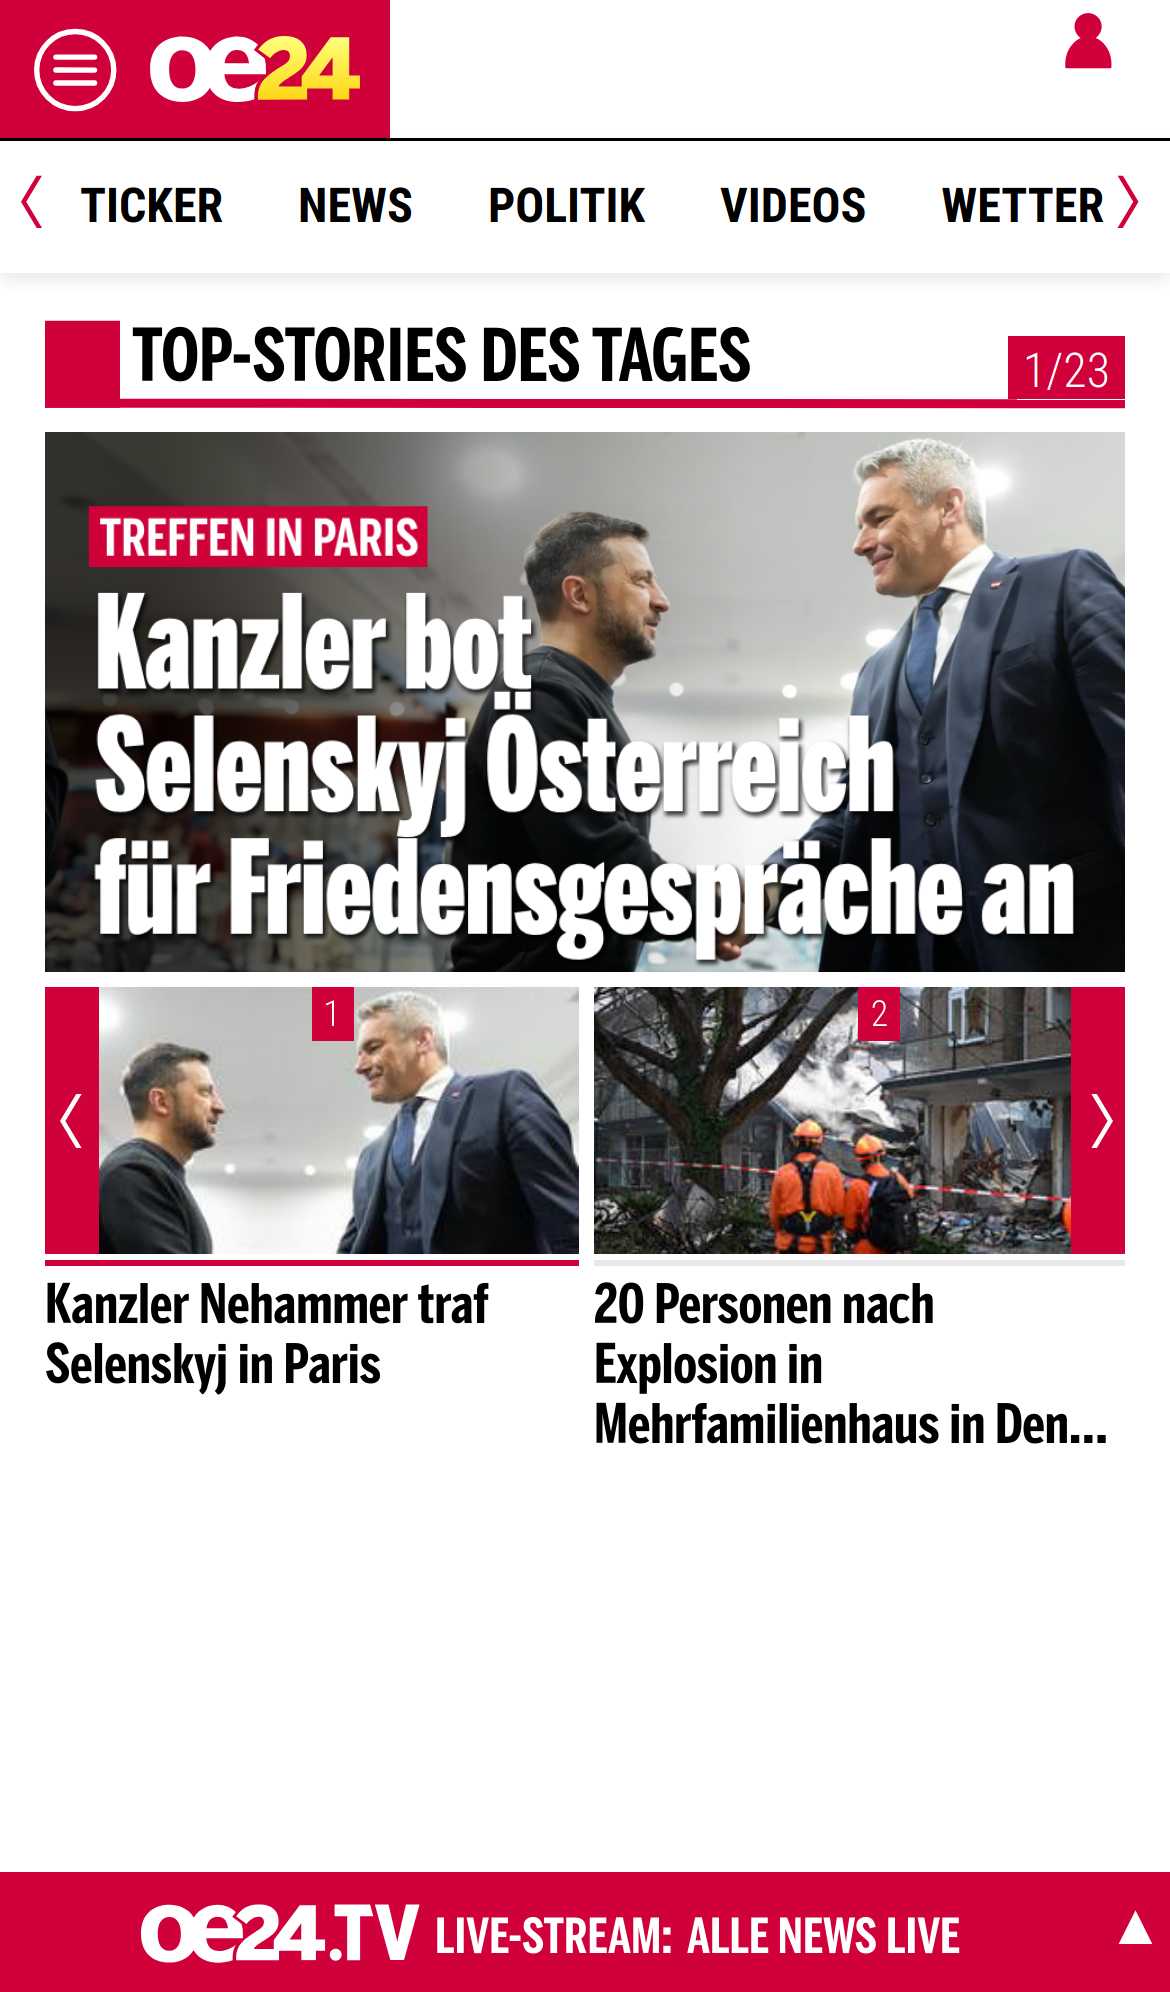 oe24
TICKER NEWS POLITIK VIDEOS WETTER
TOP-STORIES DES TAGES
1/23
TREFFEN IN PARIS
Kanzler bot
Selenskyj Österreich
für Friedensgespräche an
1
2
Kanzler Nehammer traf
Selenskyj in Paris
20 Personen nach
Explosion in
Mehrfamilienhaus in Den...
oe24.TV LIVE-STREAM: ALLE NEWS LIVE